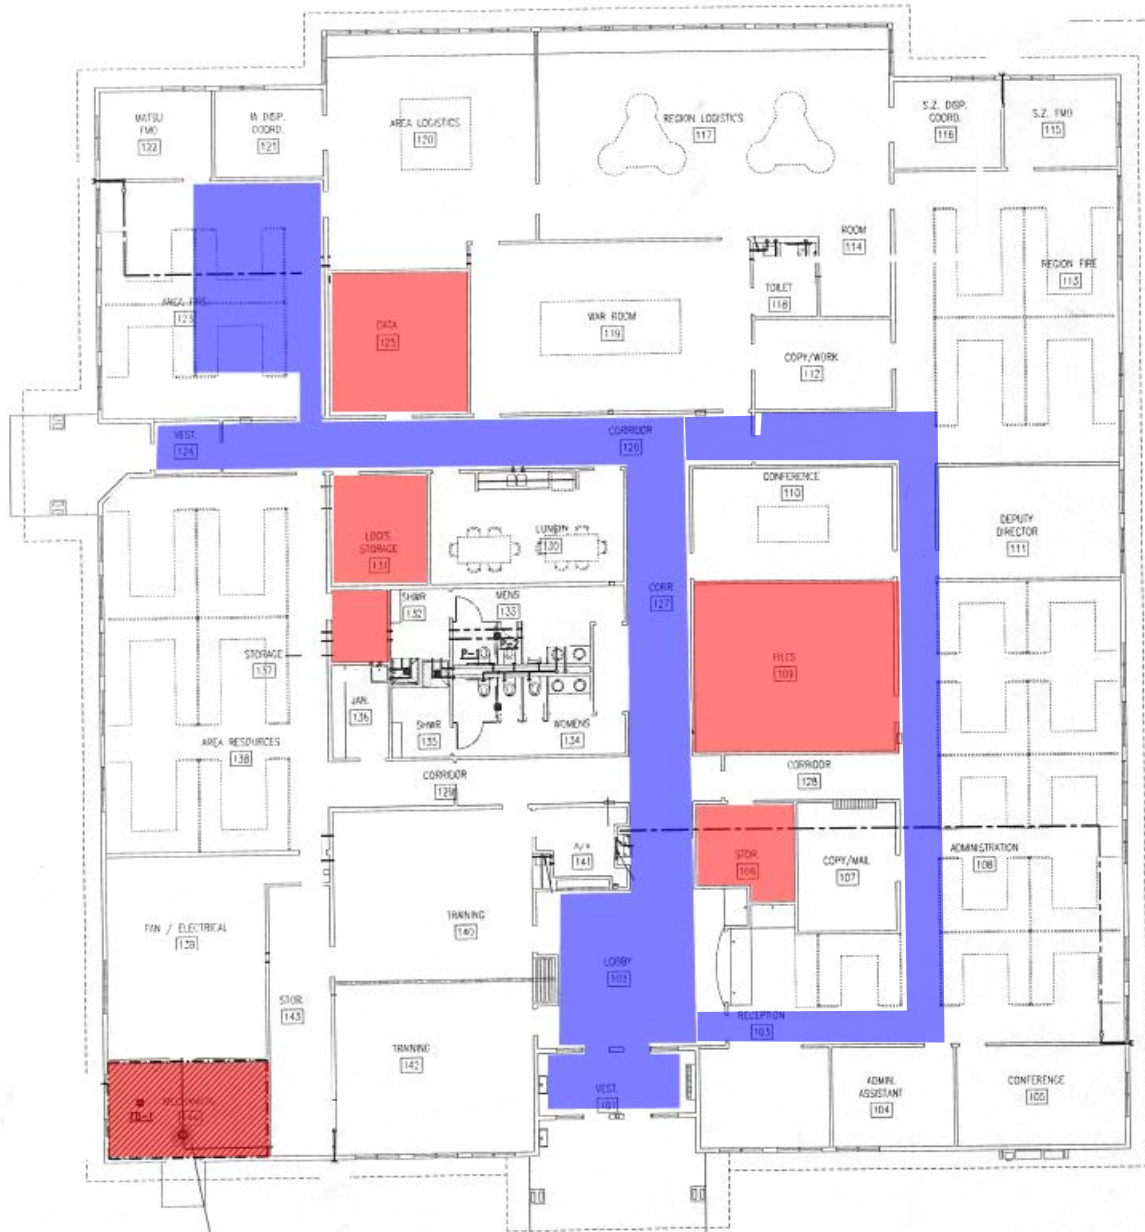 MATSU
FMO
122
IA DISP.
COORD.
121
AREA LOGISTICS
120
REGION LOGISTICS
117
S.Z. DISP.
COORD.
116
S.Z. FMO
115
ROOM
114
REGION FIRE
113
TOILET
118
AREA FIRE
123
DATA
125
WAR ROOM
119
COPY/WORK
112
VEST.
124
CORRIDOR
126
CONFERENCE
110
DEPUTY
DIRECTOR
111
LOGIS.
STORAGE
131
LUNCH
130
CORR.
127
SHWR
132
MENS
133
STORAGE
137
FILES
109
JAN.
136
SHWR
135
WOMENS
134
AREA RESOURCES
138
CORRIDOR
129
CORRIDOR
128
A/V
141
STOR.
106
COPY/MAIL
107
ADMINISTRATION
108
FAN / ELECTRICAL
139
TRAINING
140
LOBBY
102
STOR.
143
RECEPTION
103
TRAINING
142
VEST.
101
ADMIN.
ASSISTANT
104
CONFERENCE
105